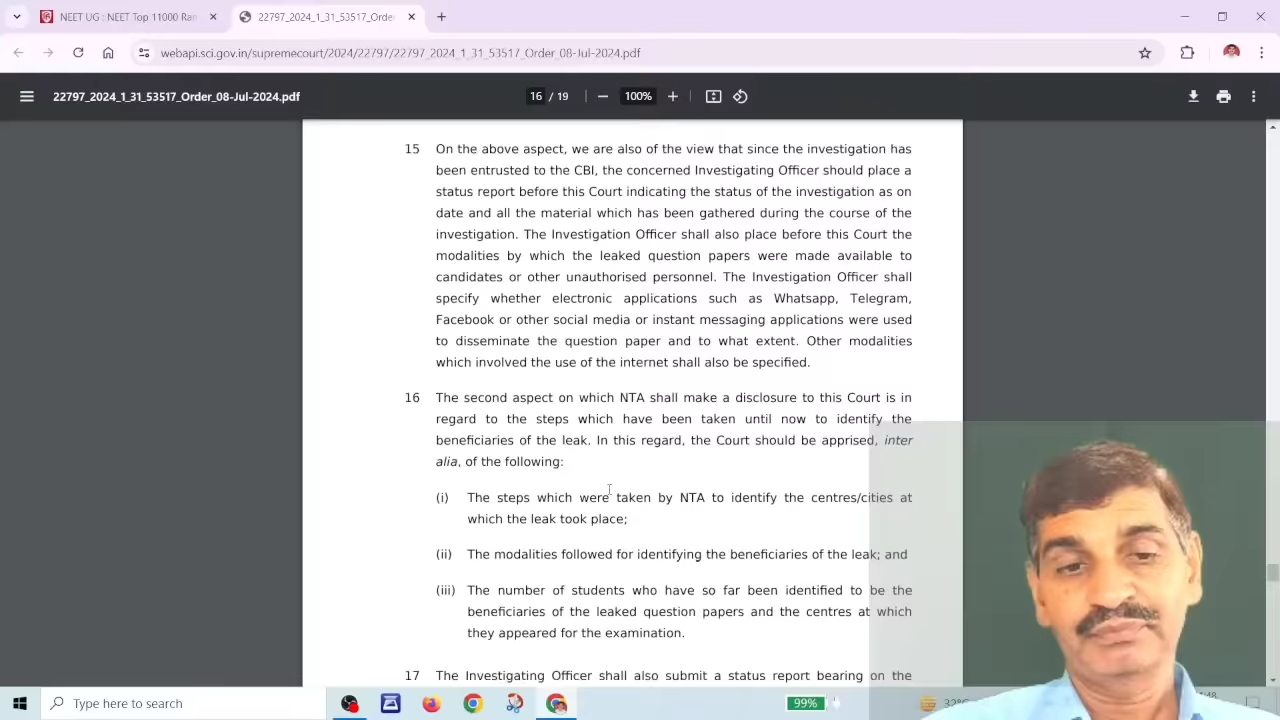 NEET UG : NEET Top 11000 Ran
22797_2024_1_31_53517_Orde
webapi.sci.gov.in/supremecourt/2024/22797/22797_2024_1_31_53517_Order_08-Jul-2024.pdf
22797_2024_1_31_53517_Order_08-Jul-2024.pdf
16 / 19
100%
15 On the above aspect, we are also of the view that since the investigation has
been entrusted to the CBI, the concerned Investigating Officer should place a
status report before this Court indicating the status of the investigation as on
date and all the material which has been gathered during the course of the
investigation. The Investigation Officer shall also place before this Court the
modalities by which the leaked question papers were made available to
candidates or other unauthorised personnel. The Investigation Officer shall
specify whether electronic applications such as Whatsapp, Telegram,
Facebook or other social media or instant messaging applications were used
to disseminate the question paper and to what extent. Other modalities
which involved the use of the internet shall also be specified.
16 The second aspect on which NTA shall make a disclosure to this Court is in
regard to the steps which have been taken until now to identify the
beneficiaries of the leak. In this regard, the Court should be apprised, inter
alia, of the following:
(i) The steps which were taken by NTA to identify the centres/cities at
which the leak took place;
(ii) The modalities followed for identifying the beneficiaries of the leak; and
(iii) The number of students who have so far been identified to be the
beneficiaries of the leaked question papers and the centres at which
they appeared for the examination.
17 The Investigating Officer shall also submit a status report bearing on the
Type here to search
99%